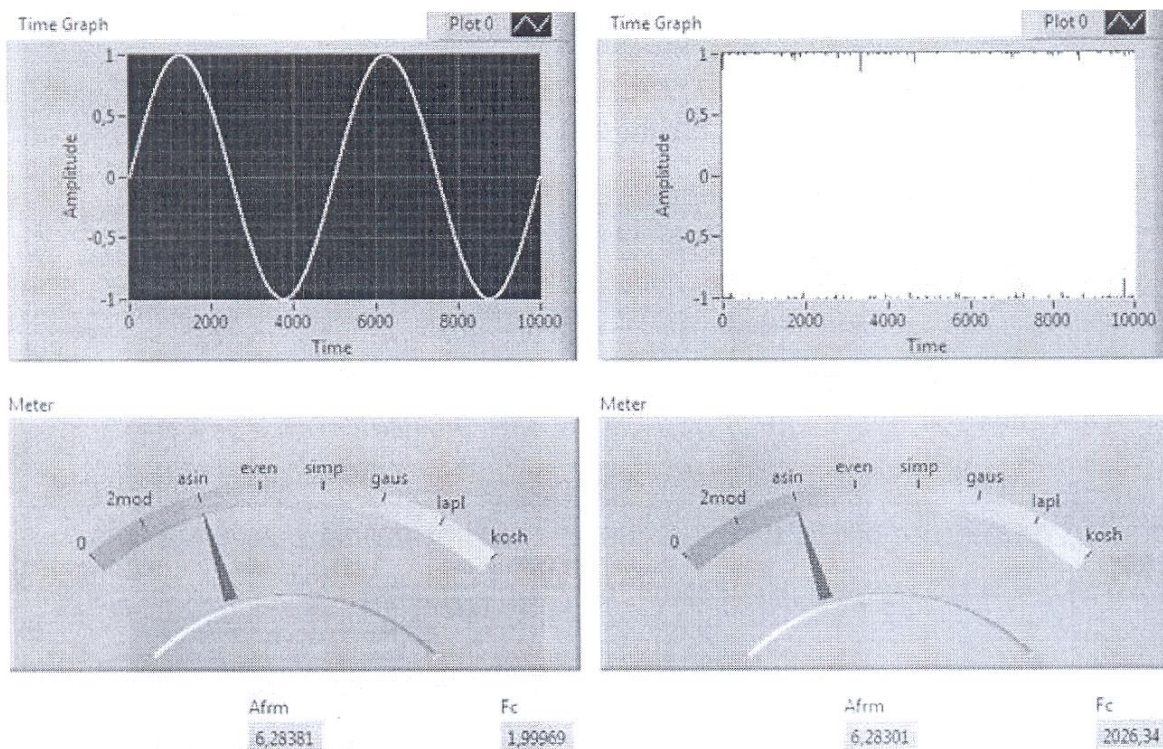 Time Graph
Plot 0
1
0,5
0
-0,5
-1
Amplitude
0
2000
4000
6000
8000
10000
Time
Time Graph
Plot 0
1
0,5
0
-0,5
-1
Amplitude
0
2000
4000
6000
8000
10000
Time
Meter
0
2mod
asin
even
simp
gaus
lapl
kosh
Meter
0
2mod
asin
even
simp
gaus
lapl
kosh
Afrm
Fc
6,28381
1,99969
Afrm
Fc
6,28301
2026,34